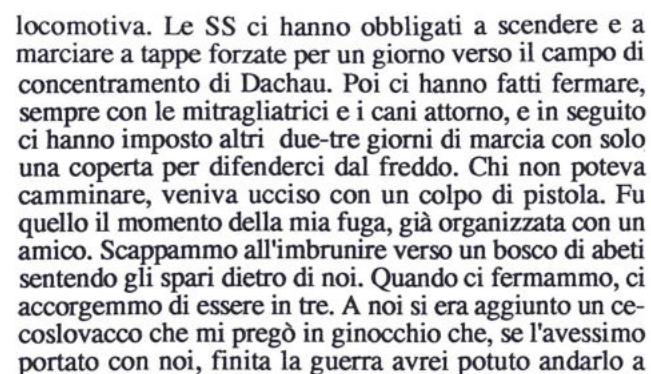 locomotiva. Le SS ci hanno obbligati a scendere e a
marciare a tappe forzate per un giorno verso il campo di
concentramento di Dachau. Poi ci hanno fatti fermare,
sempre con le mitragliatrici e i cani attorno, e in seguito
ci hanno imposto altri due-tre giorni di marcia con solo
una coperta per difenderci dal freddo. Chi non poteva
camminare, veniva ucciso con un colpo di pistola. Fu
quello il momento della mia fuga, già organizzata con un
amico. Scappammo all'imbrunire verso un bosco di abeti
sentendo gli spari dietro di noi. Quando ci fermammo, ci
accorgemmo di essere in tre. A noi si era aggiunto un ce-
coslovacco che mi pregò in ginocchio che, se l'avessimo
portato con noi, finita la guerra avrei potuto andarlo a